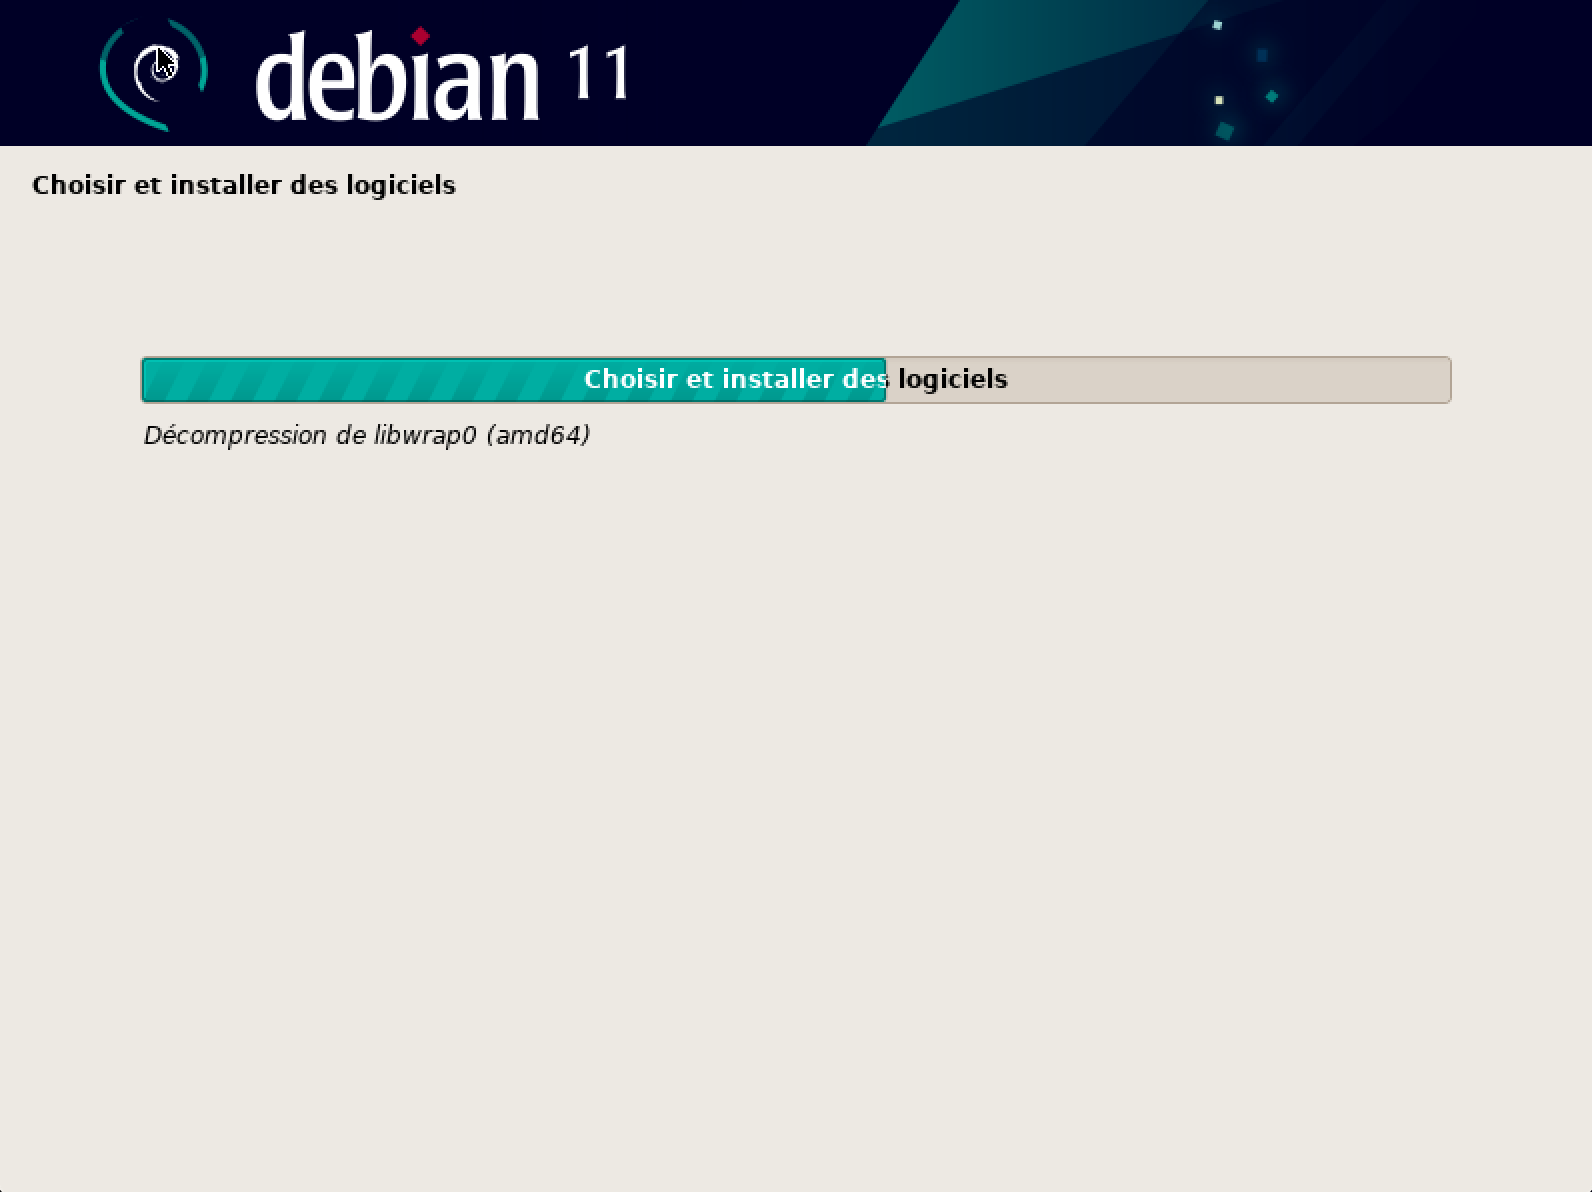 debian 11
Choisir et installer des logiciels
Choisir et installer des logiciels
Décompression de libwrap0 (amd64)